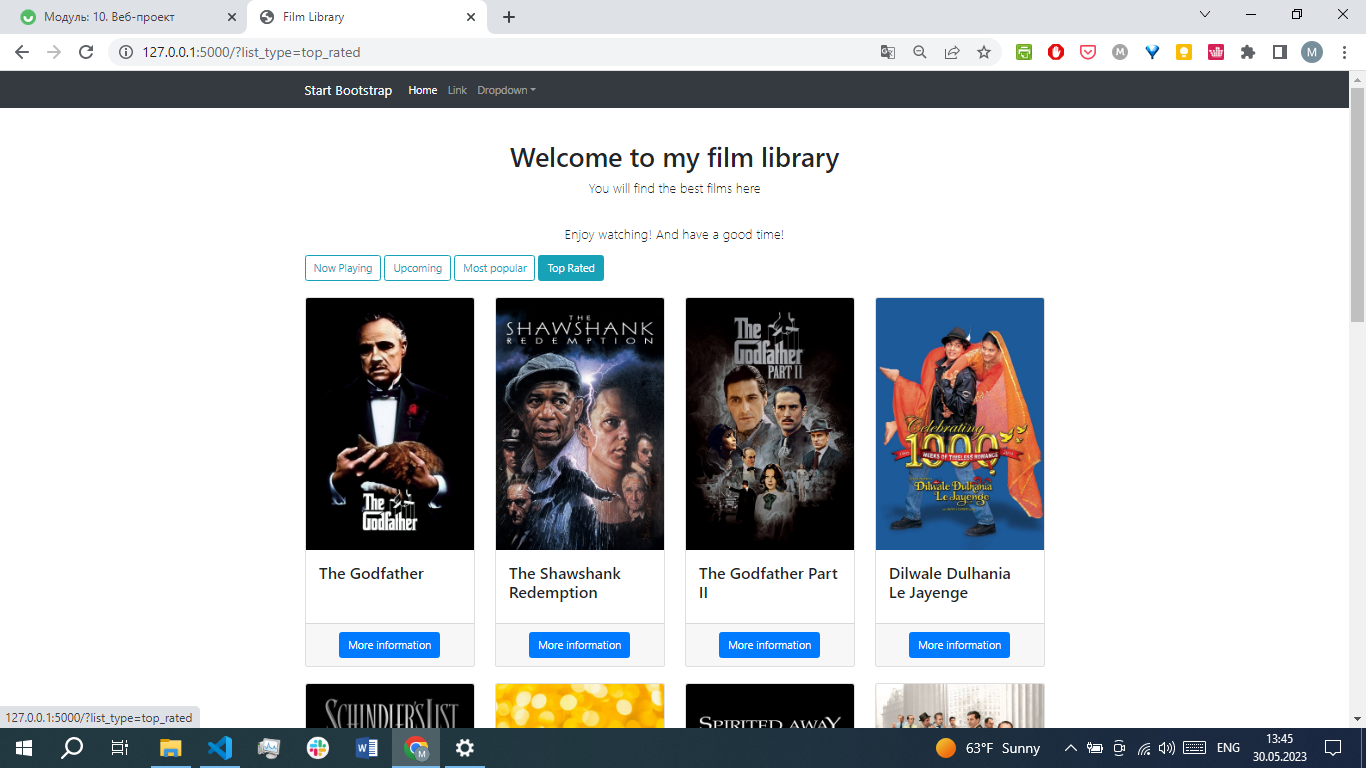 Модуль: 10. Веб-проект
Film Library
127.0.0.1:5000/?list_type=top_rated
M
M
Start Bootstrap Home Link Dropdown
Welcome to my film library
You will find the best films here
Enjoy watching! And have a good time!
Now Playing Upcoming Most popular Top Rated
The
Godfather
THE
SHAWSHANK
REDEMPTION
The
Godfather
PART II
Celebrating
1000
WEEKS OF TIMELESS ROMANCE
Dilwale Dulhania
Le Jayenge
The Godfather
The Shawshank
Redemption
The Godfather Part
II
Dilwale Dulhania
Le Jayenge
More information
More information
More information
More information
SCHINDLER'S LIST
SPIRITED AWAY
127.0.0.1:5000/?list_type=top_rated
W
M
63°F Sunny
ENG
13:45
30.05.2023